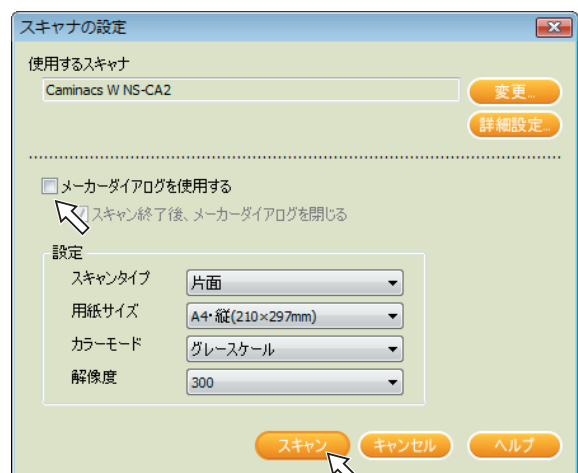 スキャナの設定
使用するスキャナ
Caminacs W NS-CA2
変更...
詳細設定...
メーカーダイアログを使用する
スキャン終了後、メーカーダイアログを閉じる
設定
スキャンタイプ 片面
用紙サイズ A4・縦(210×297mm)
カラーモード グレースケール
解像度 300
スキャン キャンセル ヘルプ